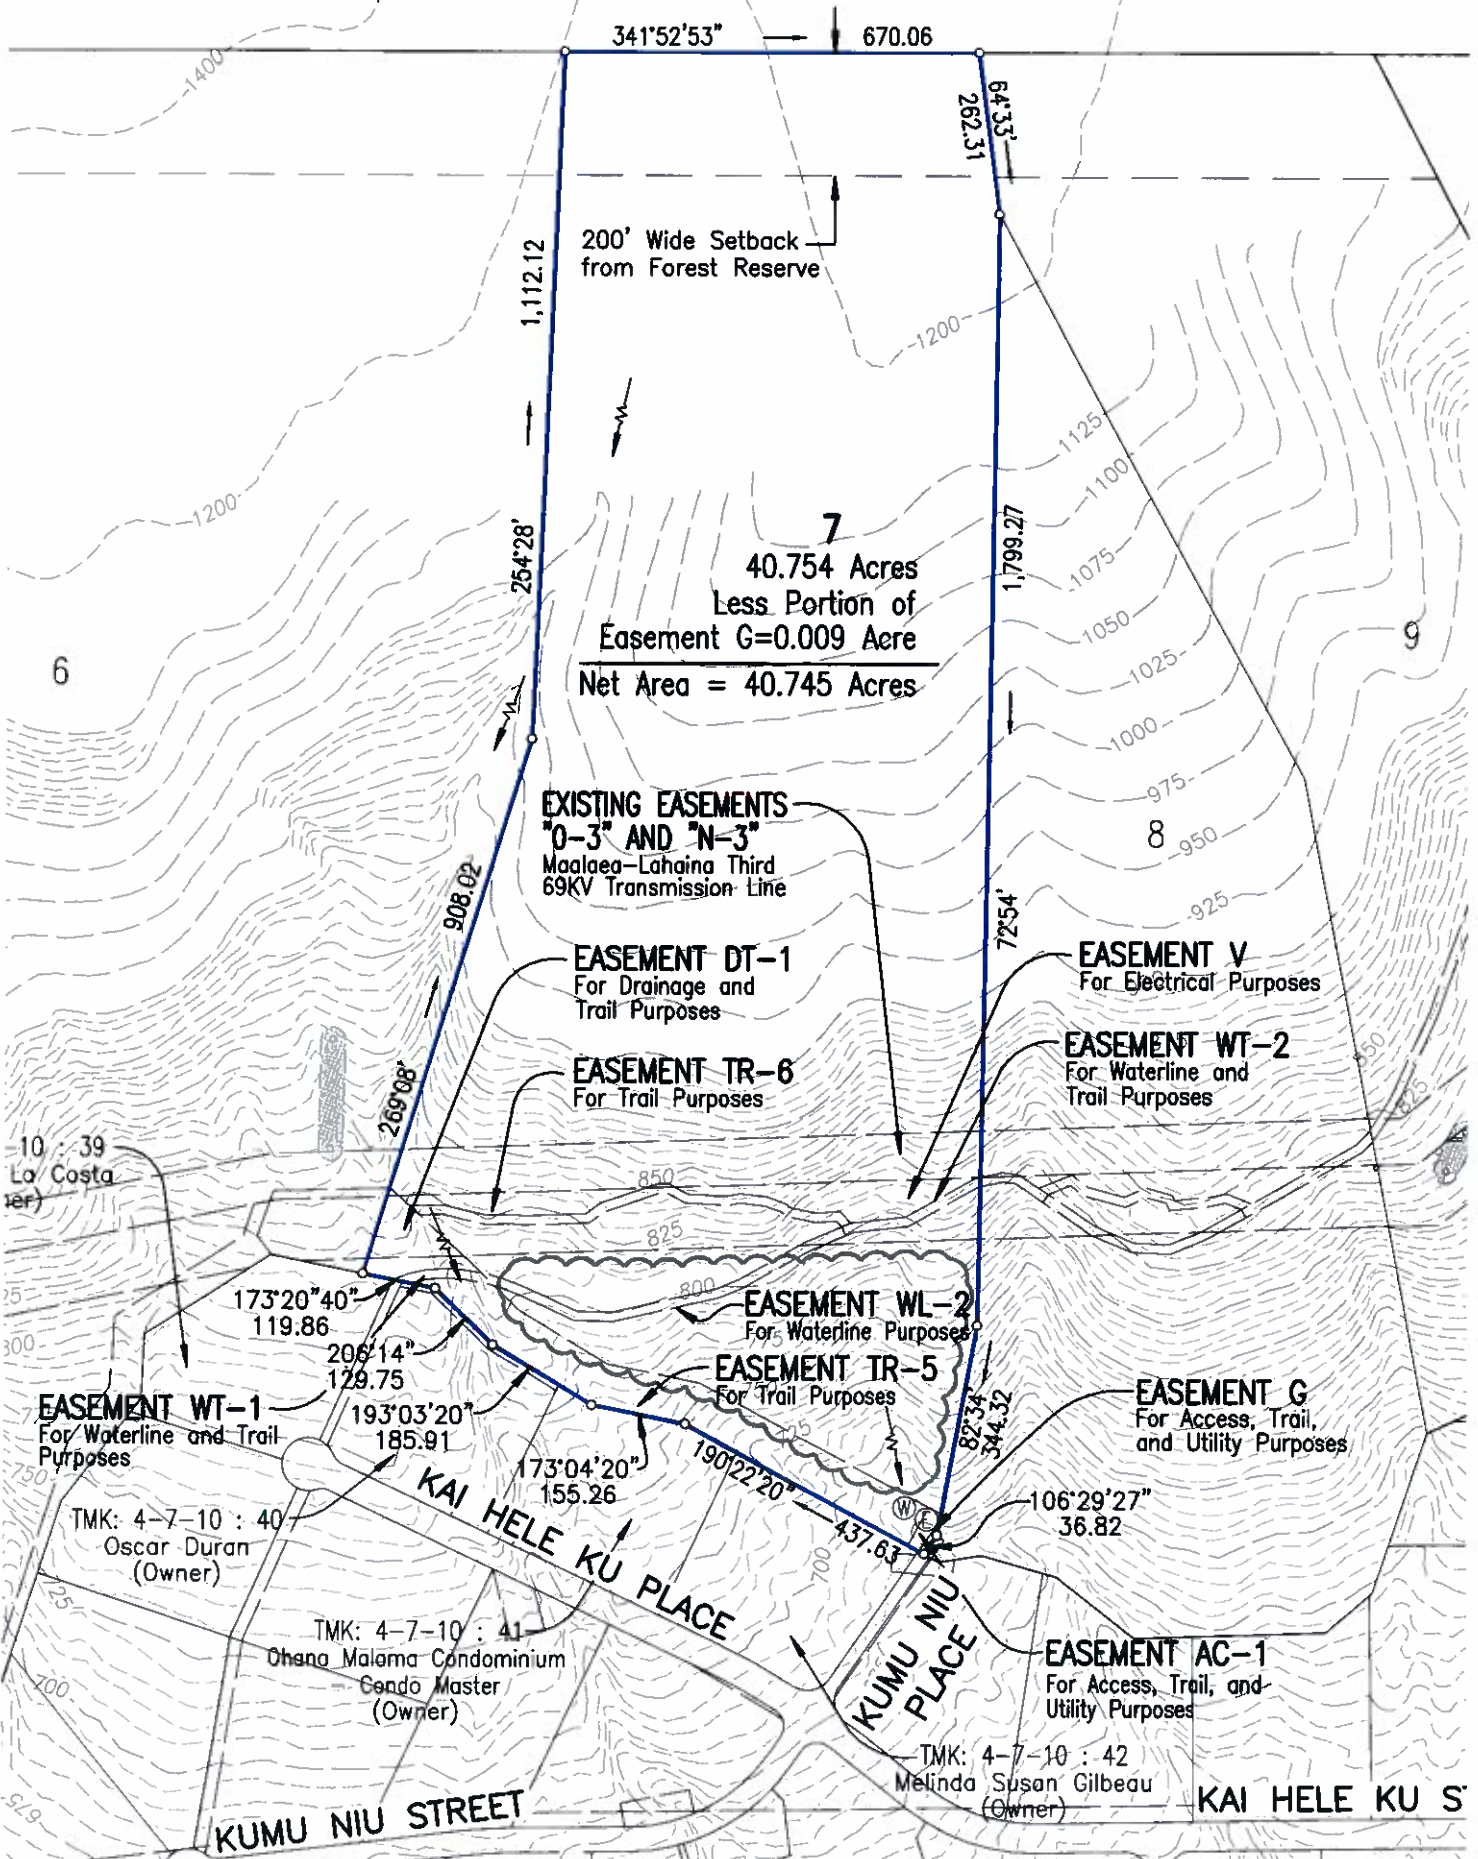 341°52'53" 670.06
1400
64°33'
262.31
200' Wide Setback
from Forest Reserve
1,112.12
1200
1125
1100
1200
254°28'
1,799.27
7
40.754 Acres
Less Portion of
Easement G=0.009 Acre
Net Area = 40.745 Acres
1075
1050
1025
1000
975
950
925
6
9
8
EXISTING EASEMENTS
"O-3" AND "N-3"
Maalaea-Lahaina Third
69KV Transmission Line
908.02
72°54'
EASEMENT DT-1
For Drainage and
Trail Purposes
EASEMENT V
For Electrical Purposes
EASEMENT WT-2
For Waterline and
Trail Purposes
EASEMENT TR-6
For Trail Purposes
269°08'
850
825
10 : 39
La Costa
ner)
850
825
800
173°20"40"
119.86
EASEMENT WL-2
For Waterline Purposes
206°14"
129.75
EASEMENT TR-5
For Trail Purposes
82°34'
344.32
EASEMENT G
For Access, Trail,
and Utility Purposes
EASEMENT WT-1
For Waterline and Trail
Purposes
193°03'20"
185.91
173°04'20"
155.26
190°22'20"
437.63
725
W
E
106°29'27"
36.82
800
750
TMK: 4-7-10 : 40
Oscar Duran
(Owner)
KAI HELE KU PLACE
700
725
TMK: 4-7-10 : 41
Ohana Malama Condominium
Condo Master
(Owner)
KUMU NIU
PLACE
EASEMENT AC-1
For Access, Trail, and
Utility Purposes
700
TMK: 4-7-10 : 42
Melinda Susan Gilbeau
(Owner)
675
KUMU NIU STREET
KAI HELE KU S